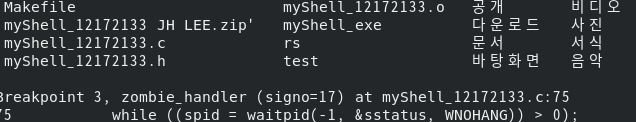 Makefile myShell_12172133.o 공개 비디오
myShell_12172133 JH LEE.zip' myShell_exe 다운로드 사진
myShell_12172133.c rs 문서 서식
myShell_12172133.h test 바탕화면 음악
Breakpoint 3, zombie_handler (signo=17) at myShell_12172133.c:75
75 while ((spid = waitpid(-1, &sstatus, WNOHANG)) > 0);